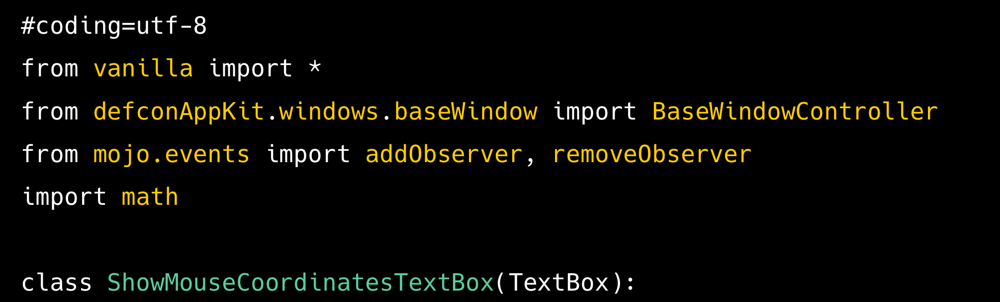 #coding=utf-8
from vanilla import *
from defconAppKit.windows.baseWindow import BaseWindowController
from mojo.events import addObserver, removeObserver
import math
class ShowMouseCoordinatesTextBox(TextBox):